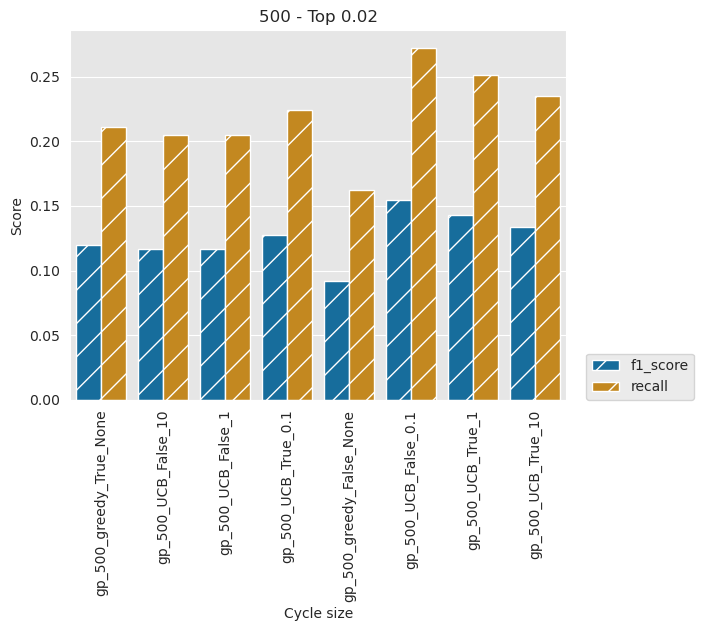 500 - Top 0.02
Score
0.25
0.20
0.15
0.10
0.05
0.00
gp_500_greedy_True_None
gp_500_UCB_False_10
gp_500_UCB_False_1
gp_500_UCB_True_0.1
gp_500_greedy_False_None
gp_500_UCB_False_0.1
gp_500_UCB_True_1
gp_500_UCB_True_10
Cycle size
f1_score
recall